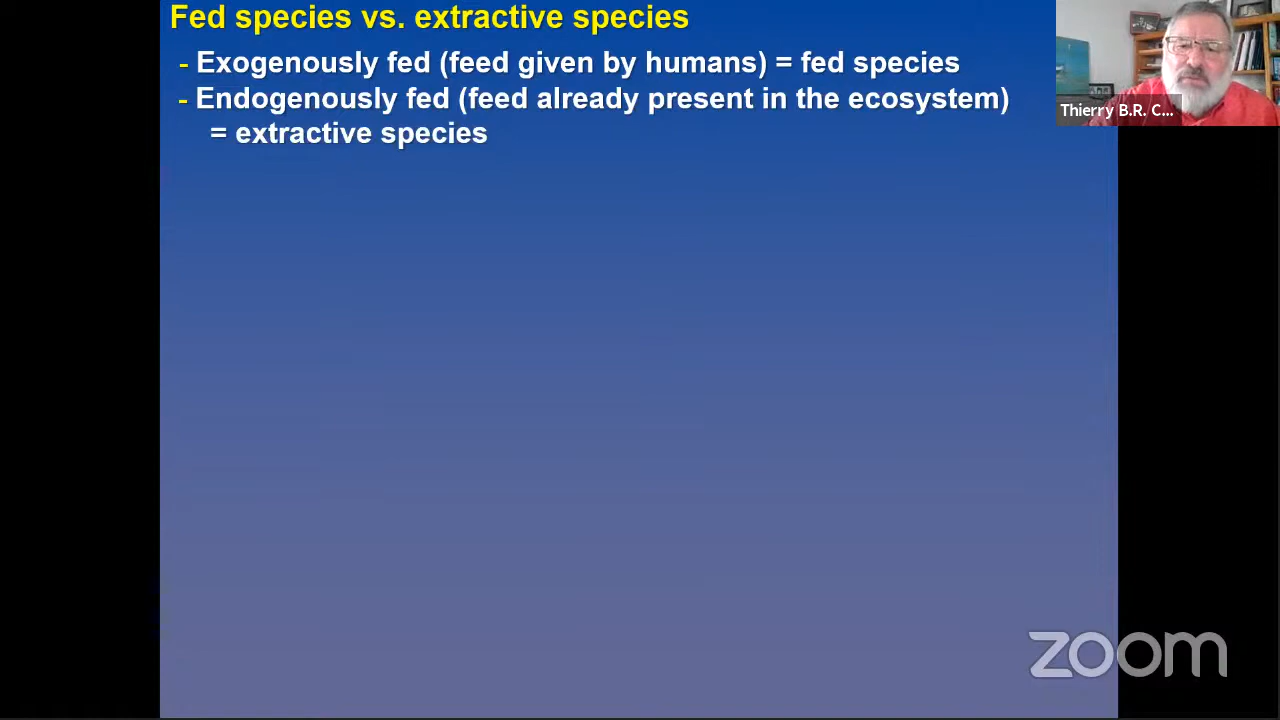 Fed species vs. extractive species
- Exogenously fed (feed given by humans) = fed species
- Endogenously fed (feed already present in the ecosystem)
= extractive species
Thierry B.R. C...
zoom